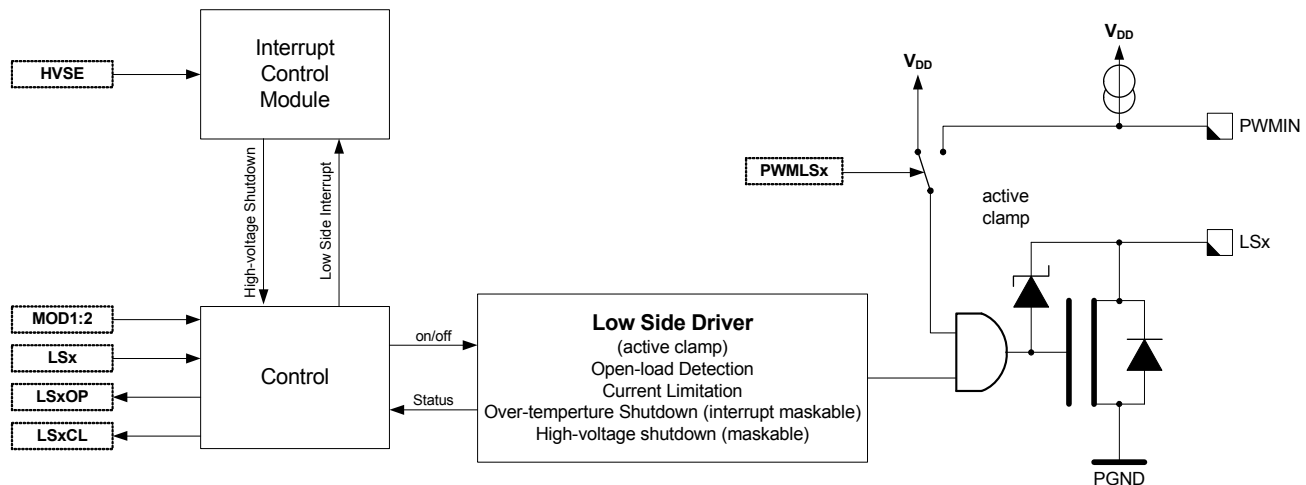 Interrupt
Control
Module
HVSE
High-voltage Shutdown
Low Side Interrupt
VDD
VDD
PWMIN
PWMLSx
active
clamp
LSx
MOD1:2
LSx
LSxOP
LSxCL
Control
on/off
Status
Low Side Driver
(active clamp)
Open-load Detection
Current Limitation
Over-temperture Shutdown (interrupt maskable)
High-voltage shutdown (maskable)
PGND